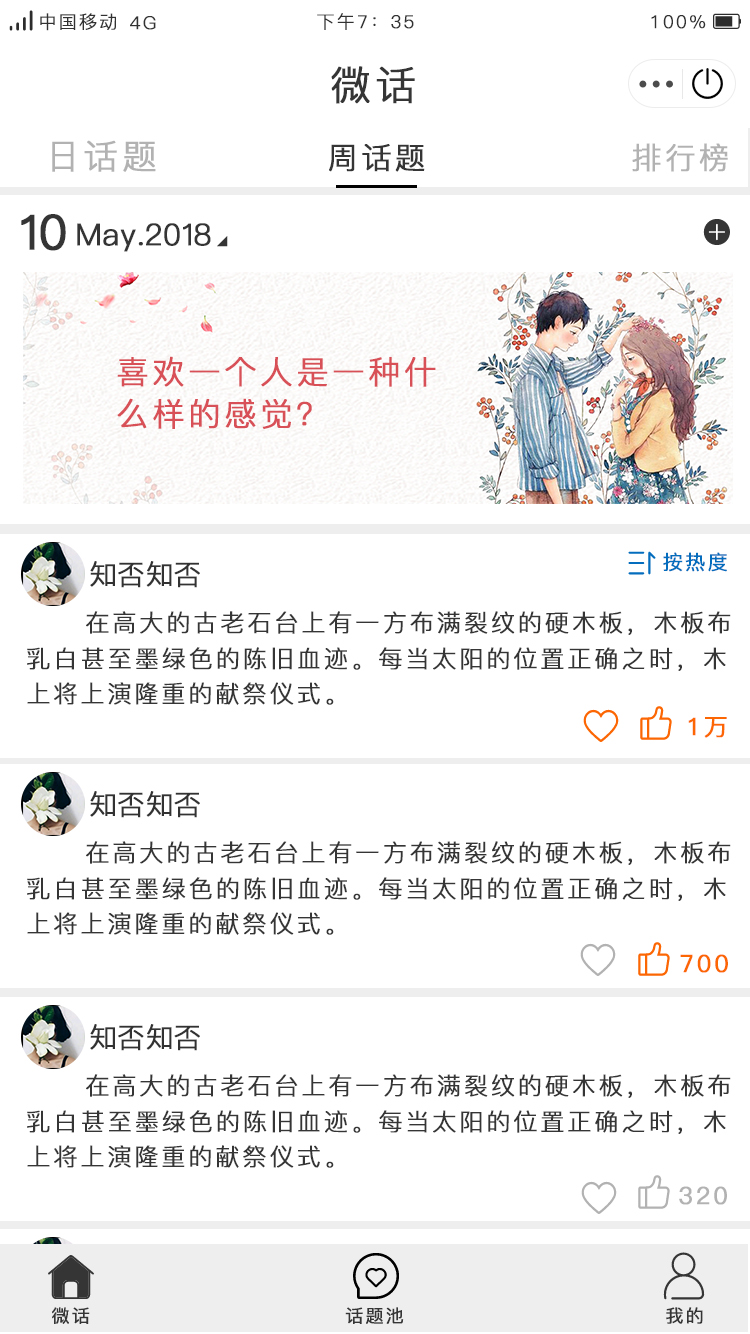 中国移动 4G 下午7：35 100%
微话
日话题 周话题 排行榜
10 May.2018
喜欢一个人是一种什
么样的感觉?
知否知否 按热度
在高大的古老石台上有一方布满裂纹的硬木板，木板布
乳白甚至墨绿色的陈旧血迹。每当太阳的位置正确之时，木
上将上演隆重的献祭仪式。
1万
知否知否
在高大的古老石台上有一方布满裂纹的硬木板，木板布
乳白甚至墨绿色的陈旧血迹。每当太阳的位置正确之时，木
上将上演隆重的献祭仪式。
700
知否知否
在高大的古老石台上有一方布满裂纹的硬木板，木板布
乳白甚至墨绿色的陈旧血迹。每当太阳的位置正确之时，木
上将上演隆重的献祭仪式。
320
微话 话题池 我的